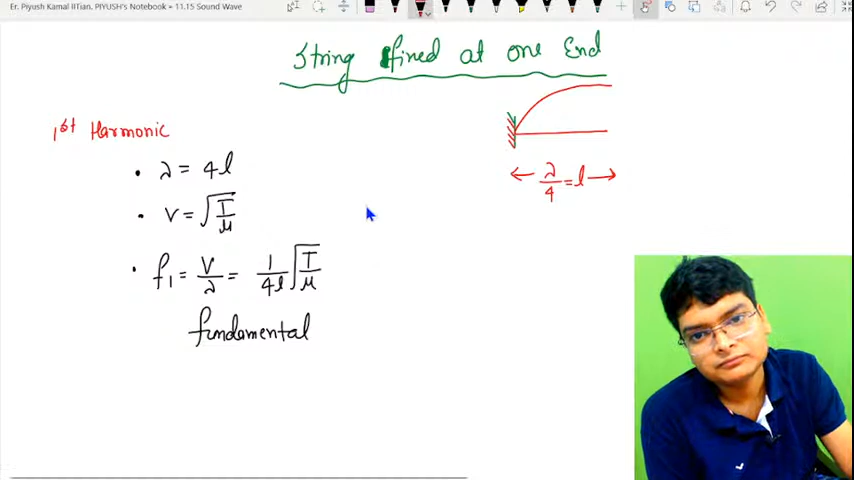 Er. Piyush Kamal IITian. PIYUSH's Notebook » 11.15 Sound Wave
String fined at one End
1st Harmonic
• λ = 4l
• v = √T/μ
• f1 = v/λ = 1/4l √T/μ
fundamental
λ/4 = l